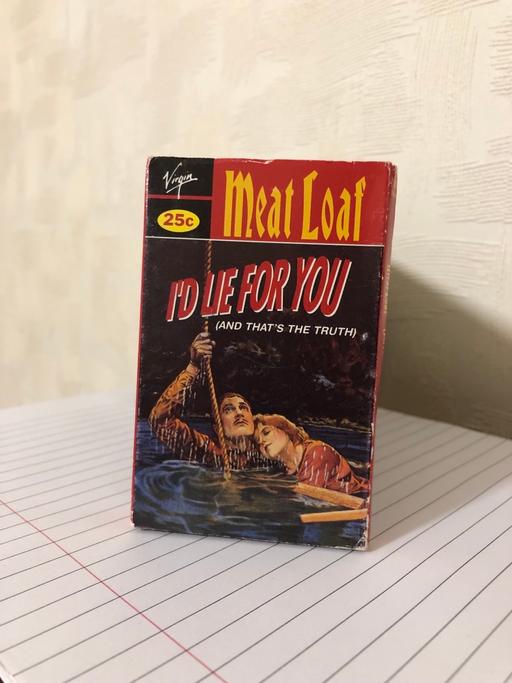 Virgin
25c
Meat Loaf
I'D LIE FOR YOU
(AND THAT'S THE TRUTH)